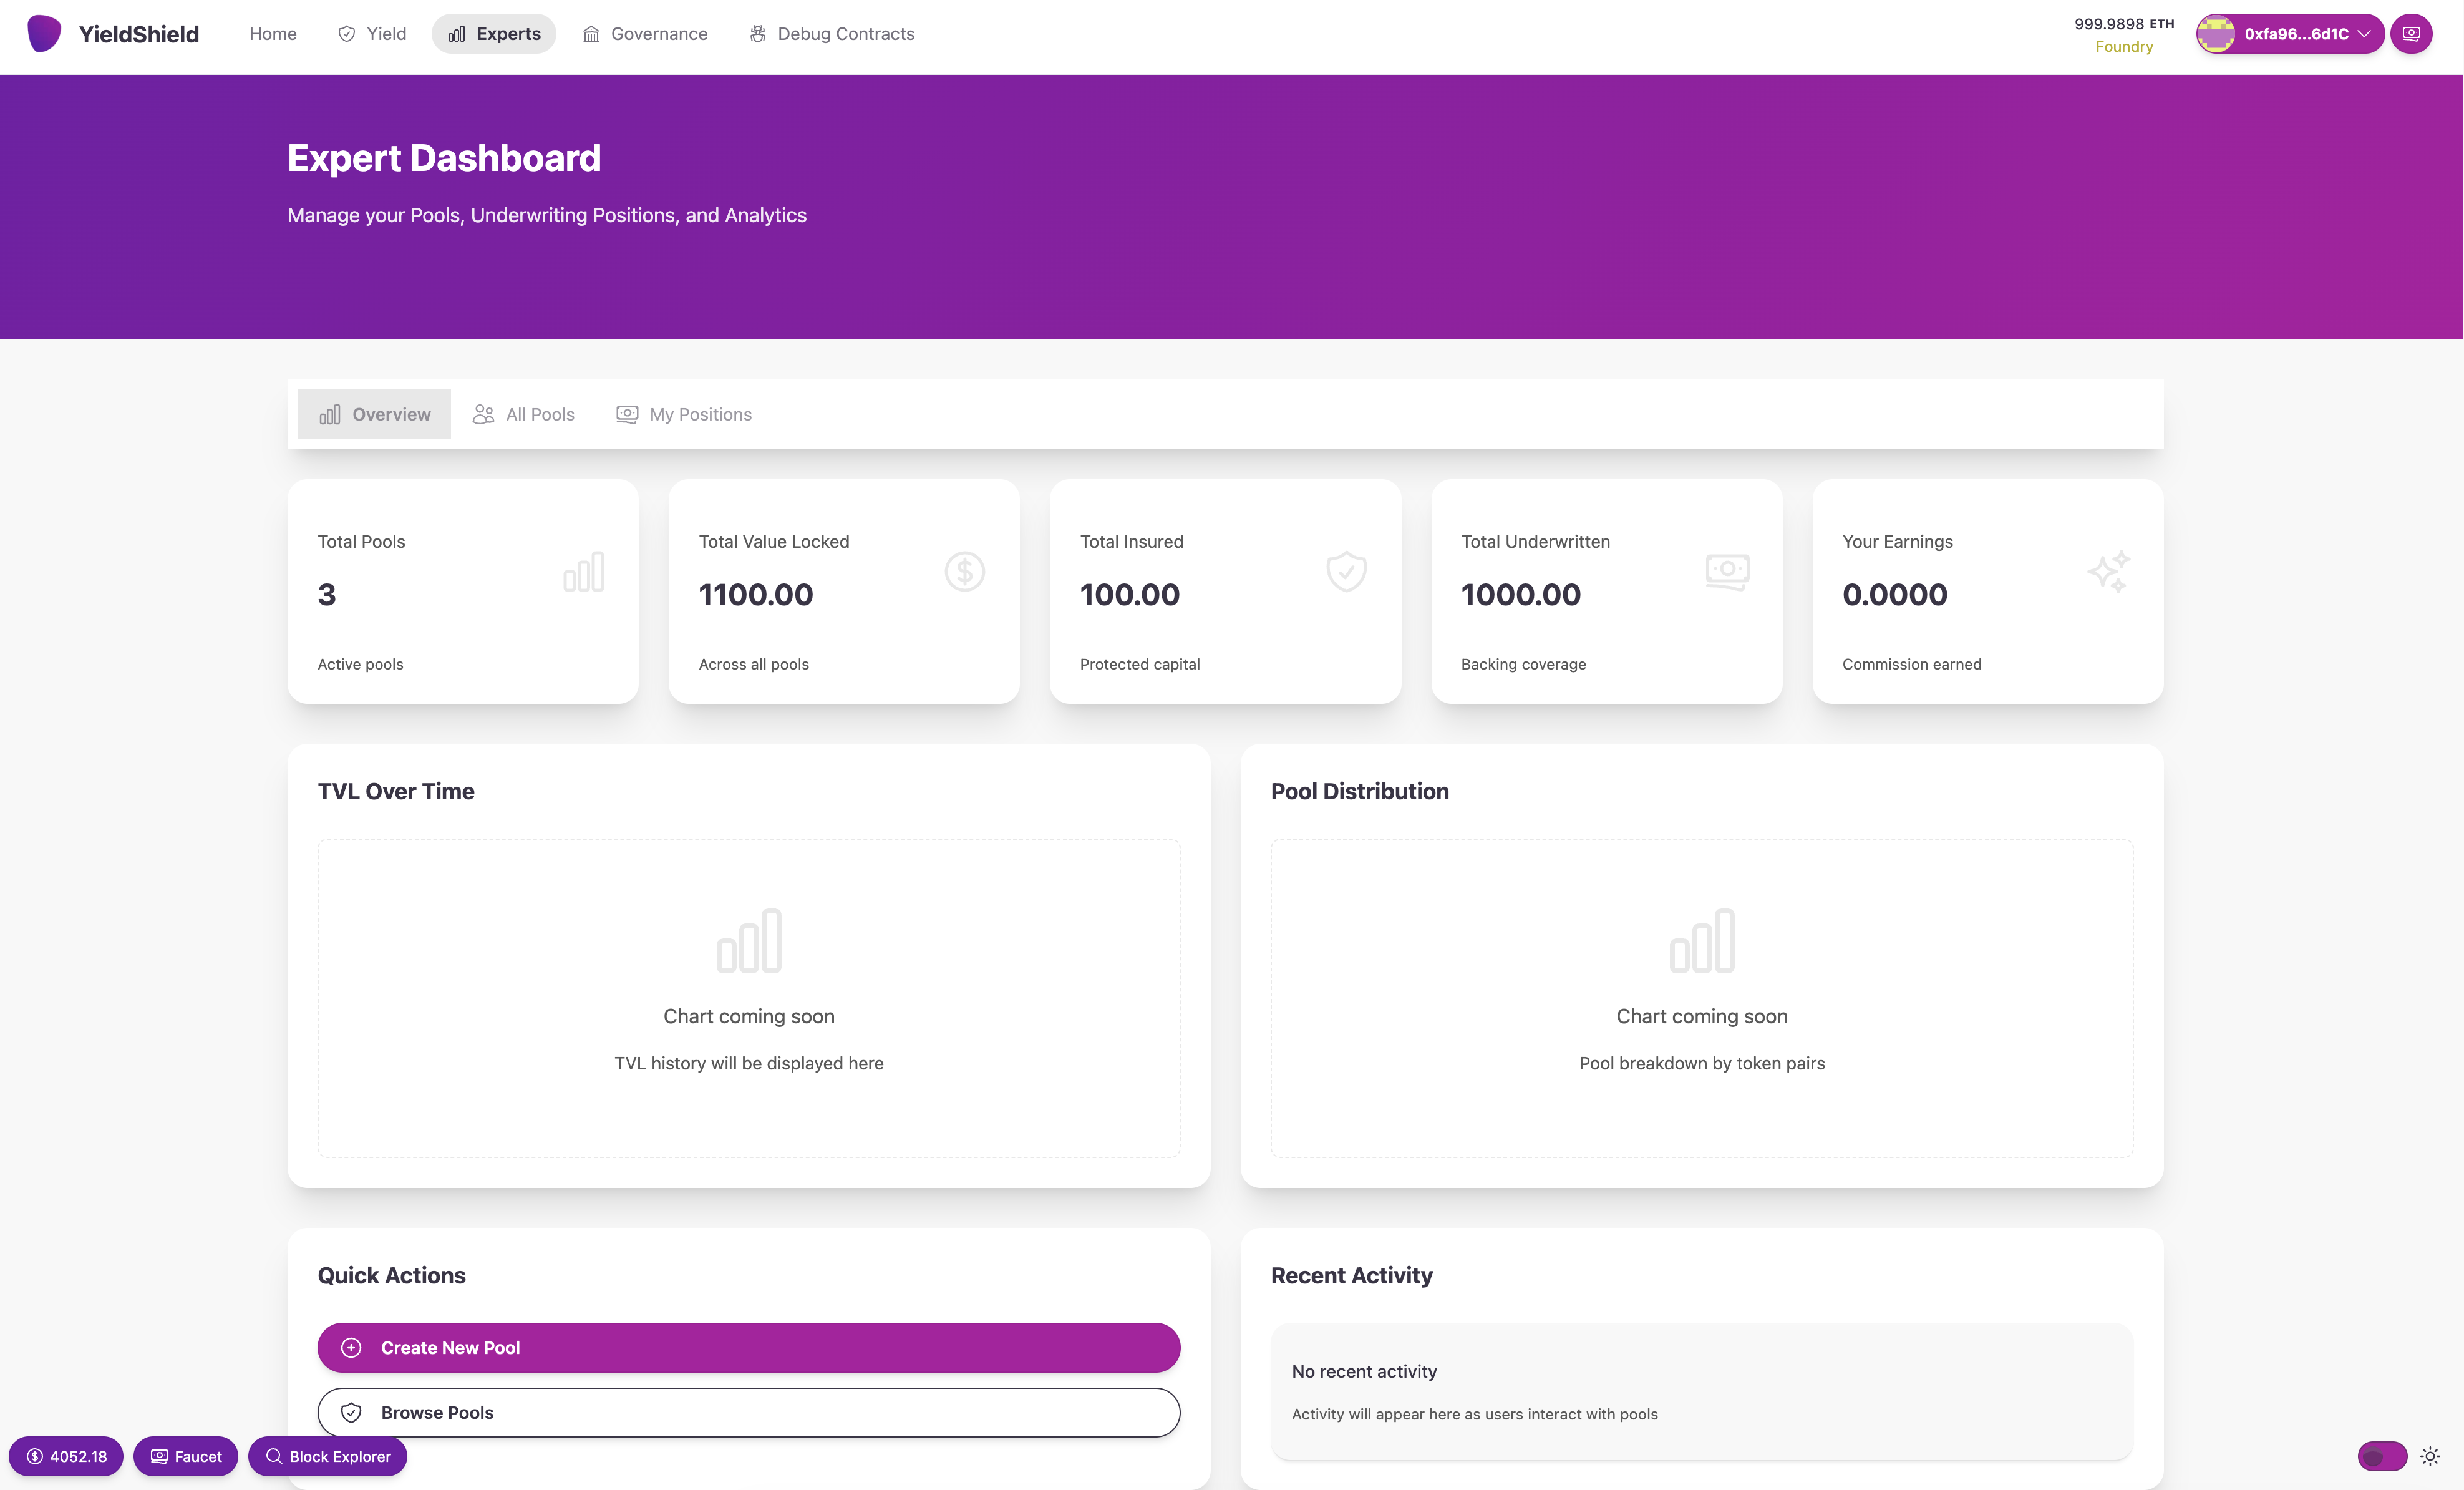 YieldShield
Home
Yield
Experts
Governance
Debug Contracts
999.9898 ETH
Foundry
0xfa96...6d1C
Expert Dashboard
Manage your Pools, Underwriting Positions, and Analytics
Overview
All Pools
My Positions
Total Pools
3
Active pools
Total Value Locked
1100.00
Across all pools
Total Insured
100.00
Protected capital
Total Underwritten
1000.00
Backing coverage
Your Earnings
0.0000
Commission earned
TVL Over Time
Chart coming soon
TVL history will be displayed here
Pool Distribution
Chart coming soon
Pool breakdown by token pairs
Quick Actions
Create New Pool
Browse Pools
Recent Activity
No recent activity
Activity will appear here as users interact with pools
4052.18
Faucet
Block Explorer